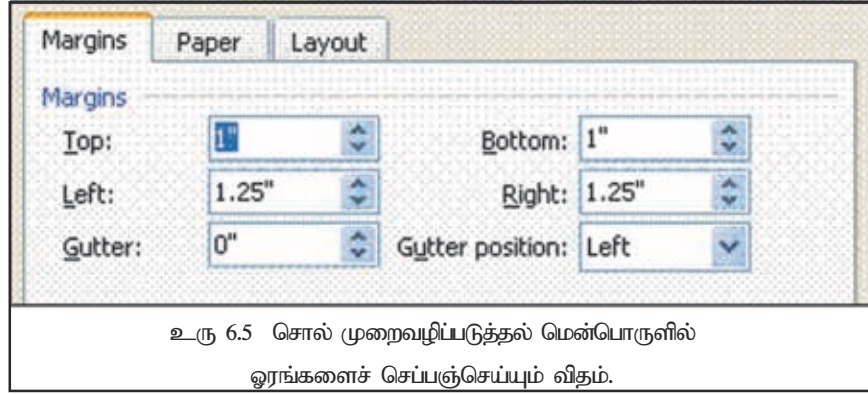 Margins Paper Layout
Margins
Top: 1" Bottom: 1"
Left: 1.25" Right: 1.25"
Gutter: 0" Gutter position: Left
உரு 6.5 சொல் முறைவழிப்படுத்தல் மென்பொருளில்
ஓரங்களைச் செப்பஞ்செய்யும் விதம்.